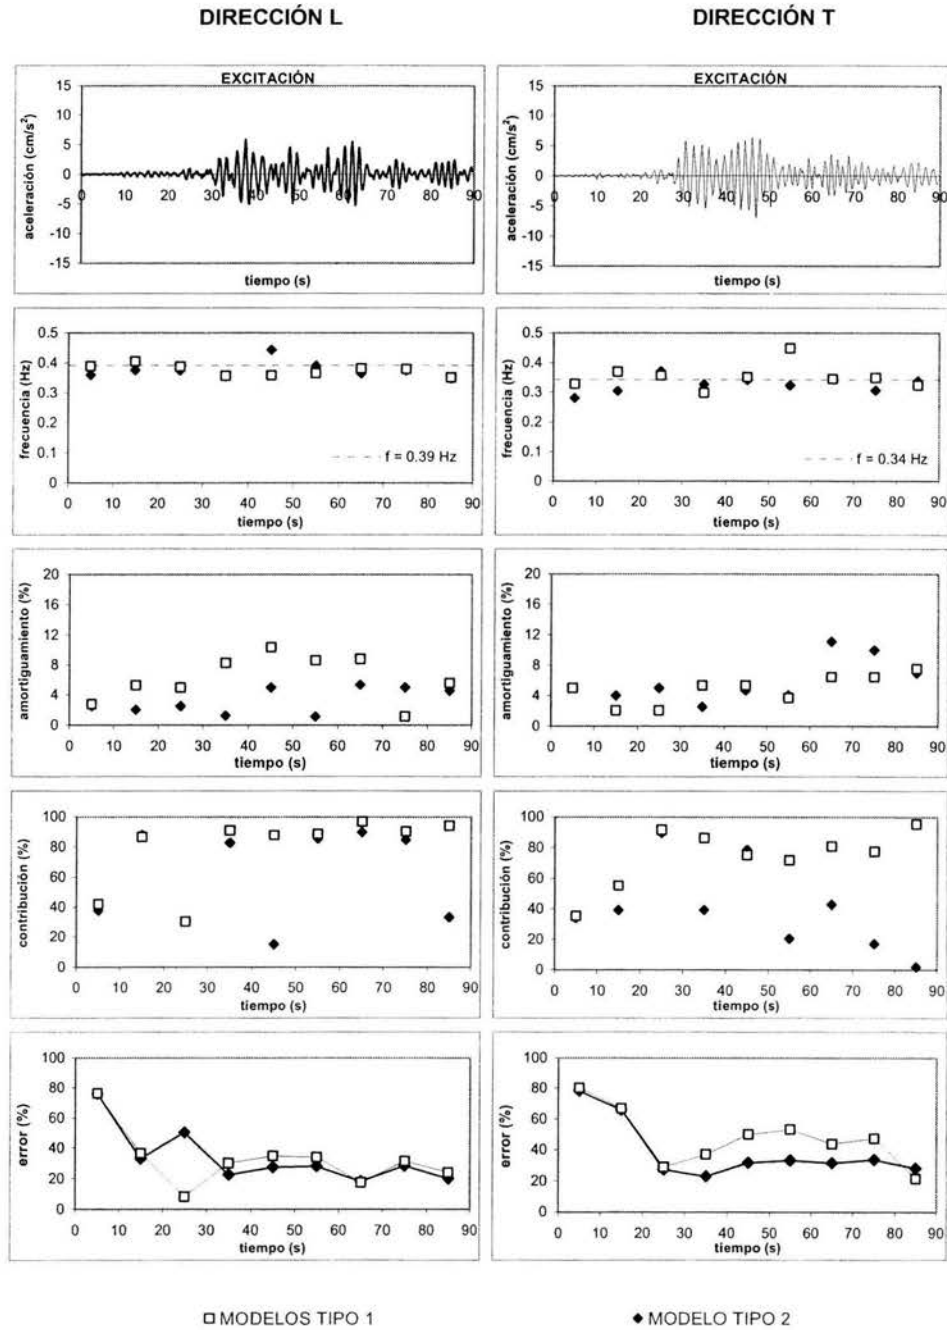 DIRECCIÓN L
DIRECCIÓN T
EXCITACIÓN
aceleración (cm/s²)
15
10
5
0
-5
-10
-15
0 10 20 30 40 50 60 70 80 90
tiempo (s)
EXCITACIÓN
aceleración (cm/s²)
15
10
5
0
-5
-10
-15
0 10 20 30 40 50 60 70 80 90
tiempo (s)
frecuencia (Hz)
0.5
0.4
0.3
0.2
0.1
0
f = 0.39 Hz
0 10 20 30 40 50 60 70 80 90
tiempo (s)
frecuencia (Hz)
0.5
0.4
0.3
0.2
0.1
0
f = 0.34 Hz
0 10 20 30 40 50 60 70 80 90
tiempo (s)
amortiguamiento (%)
20
16
12
8
4
0
0 10 20 30 40 50 60 70 80 90
tiempo (s)
amortiguamiento (%)
20
16
12
8
4
0
0 10 20 30 40 50 60 70 80 90
tiempo (s)
contribución (%)
100
80
60
40
20
0
0 10 20 30 40 50 60 70 80 90
tiempo (s)
contribución (%)
100
80
60
40
20
0
0 10 20 30 40 50 60 70 80 90
tiempo (s)
error (%)
100
80
60
40
20
0
0 10 20 30 40 50 60 70 80 90
tiempo (s)
error (%)
100
80
60
40
20
0
0 10 20 30 40 50 60 70 80 90
tiempo (s)
MODELOS TIPO 1
MODELO TIPO 2